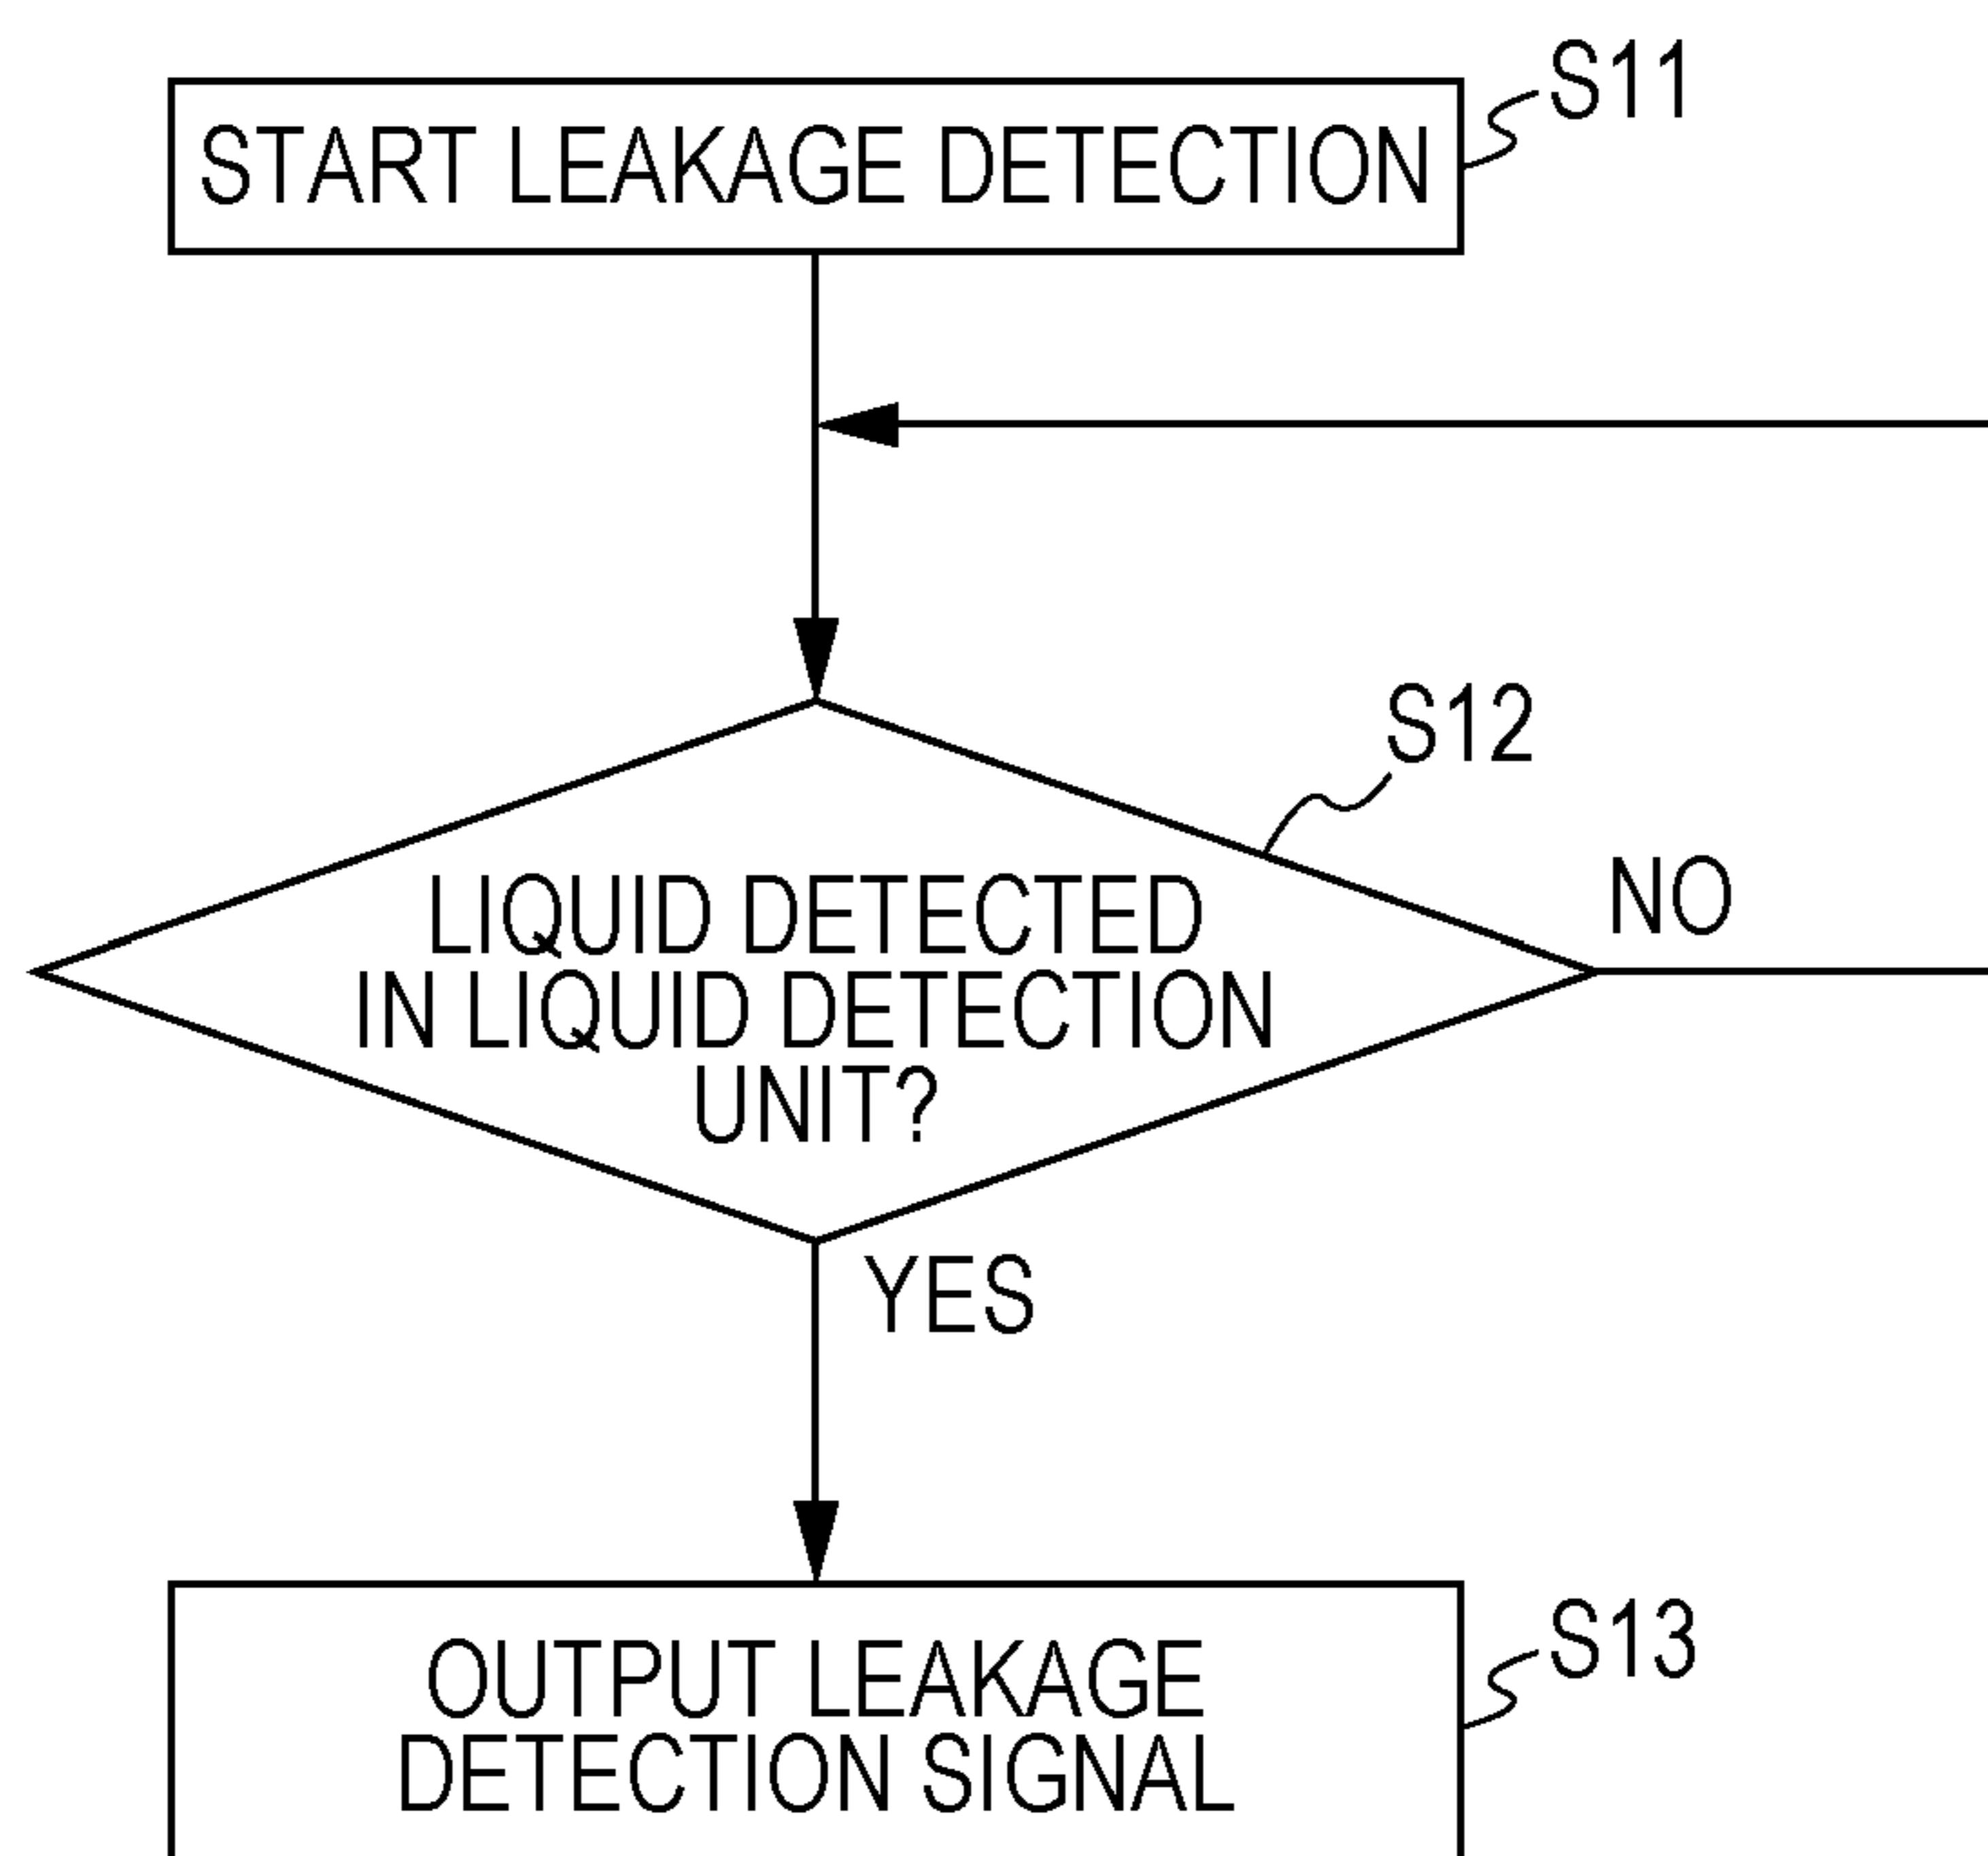 S11
START LEAKAGE DETECTION
S12
LIQUID DETECTED
IN LIQUID DETECTION
UNIT?
NO
YES
S13
OUTPUT LEAKAGE
DETECTION SIGNAL